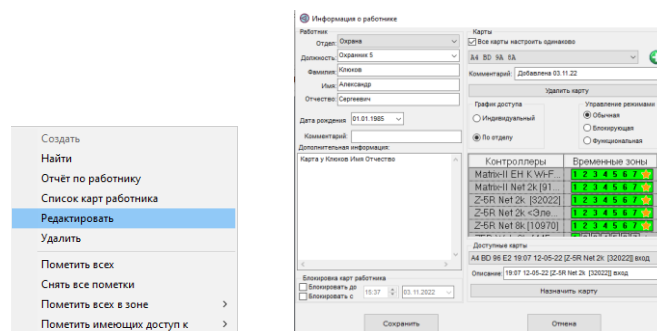 Создать
Найти
Отчёт по работнику
Список карт работника
Редактировать
Удалить
Пометить всех
Снять все пометки
Пометить всех в зоне
Пометить имеющих доступ к
Информация о работнике
Работник
Отдел: Охрана
Должность: Охранник 5
Фамилия: Клюков
Имя: Александр
Отчество: Сергеевич
Дата рождения 01.01.1985
Комментарий:
Дополнительная информация:
Карта у Клюков Имя Отчество
Блокировка карт работника
Блокировать до
Блокировать с
15:37 03.11.2022
Сохранить
Карты
Все карты настроить одинаково
A4 BD 9A 6A
Комментарий: Добавлена 03.11.22
Удалить карту
График доступа
Индивидуальный
По отделу
Управление режимами
Обычная
Блокирующая
Функциональная
Контроллеры Временные зоны
Matrix-II EH K Wi-F... 1 2 3 4 5 6 7
Matrix-II Net 2k [91... 1 2 3 4 5 6 7
Z-5R Net 2k [32022] 1 2 3 4 5 6 7
Z-5R Net 2k <Эле... 1 2 3 4 5 6 7
Z-5R Net 8k [10970] 1 2 3 4 5 6 7
Доступные карты
A4 BD 96 E2 19:07 12-05-22 [Z-5R Net 2k [32022]] вход
Описание: 19:07 12-05-22 [Z-5R Net 2k [32022]] вход
Назначить карту
Отмена